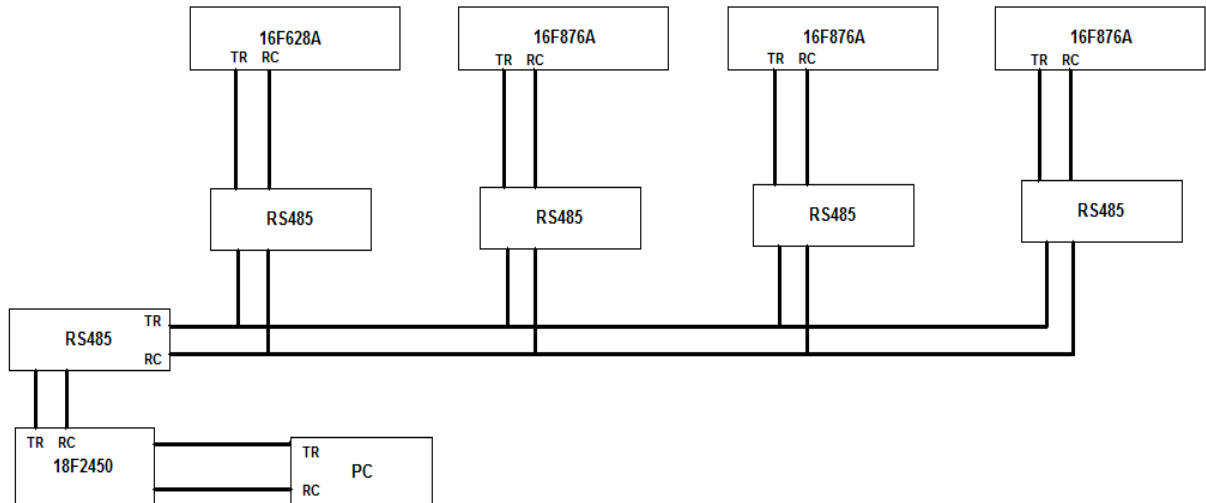 16F628A
TR RC
16F876A
TR RC
16F876A
TR RC
16F876A
TR RC
RS485
RS485
RS485
RS485
TR
RS485
RC
TR RC
18F2450
TR
PC
RC